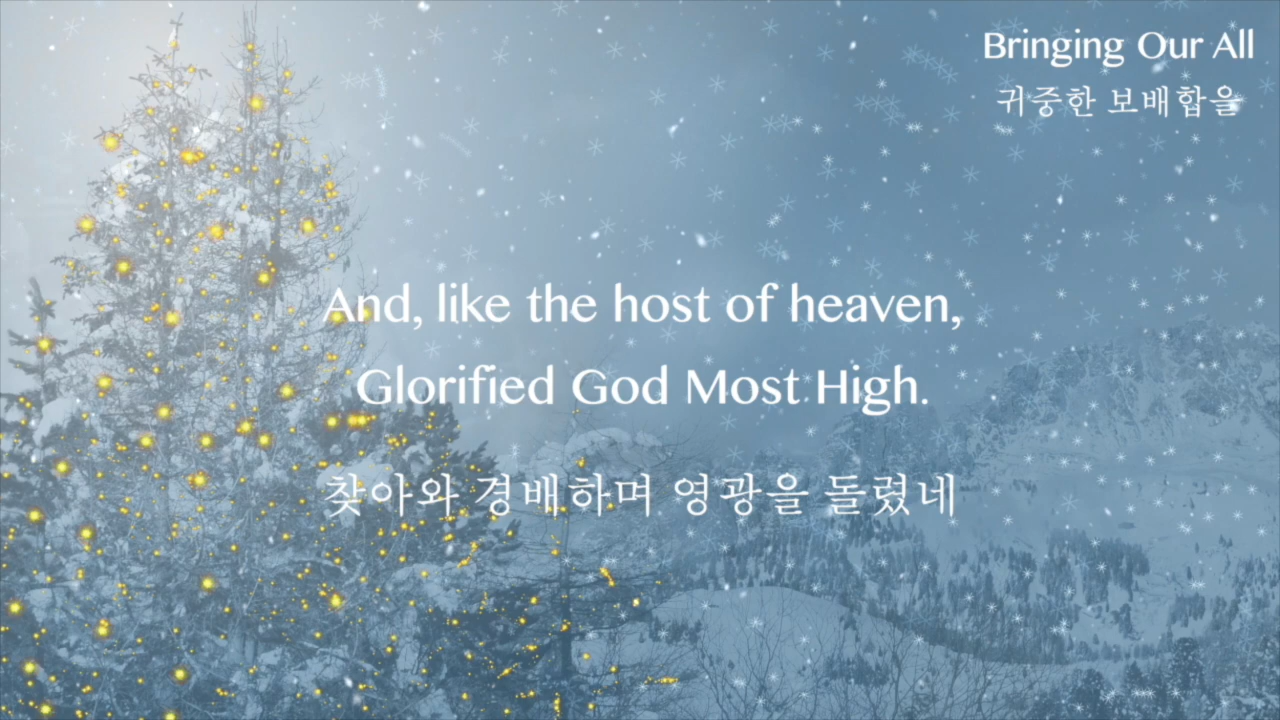 Bringing Our All
귀중한 보배합을
And, like the host of heaven,
Glorified God Most High.
찾아와 경배하며 영광을 돌렸네